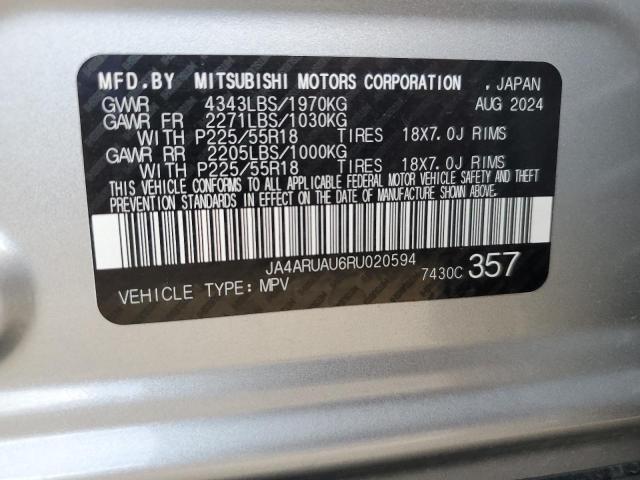 MFD.BY MITSUBISHI MOTORS CORPORATION , JAPAN
GVWR 4343LBS/1970KG AUG 2024
GAWR FR 2271LBS/1030KG
WITH P225/55R18 TIRES 18X7.0J RIMS
GAWR RR 2205LBS/1000KG
WITH P225/55R18 TIRES 18X7.0J RIMS
THIS VEHICLE CONFORMS TO ALL APPLICABLE FEDERAL MOTOR VEHICLE SAFETY AND THEFT
PREVENTION STANDARDS IN EFFECT ON THE DATE OF MANUFACTURE SHOWN ABOVE.
JA4ARUAU6RU020594 7430C 357
VEHICLE TYPE: MPV